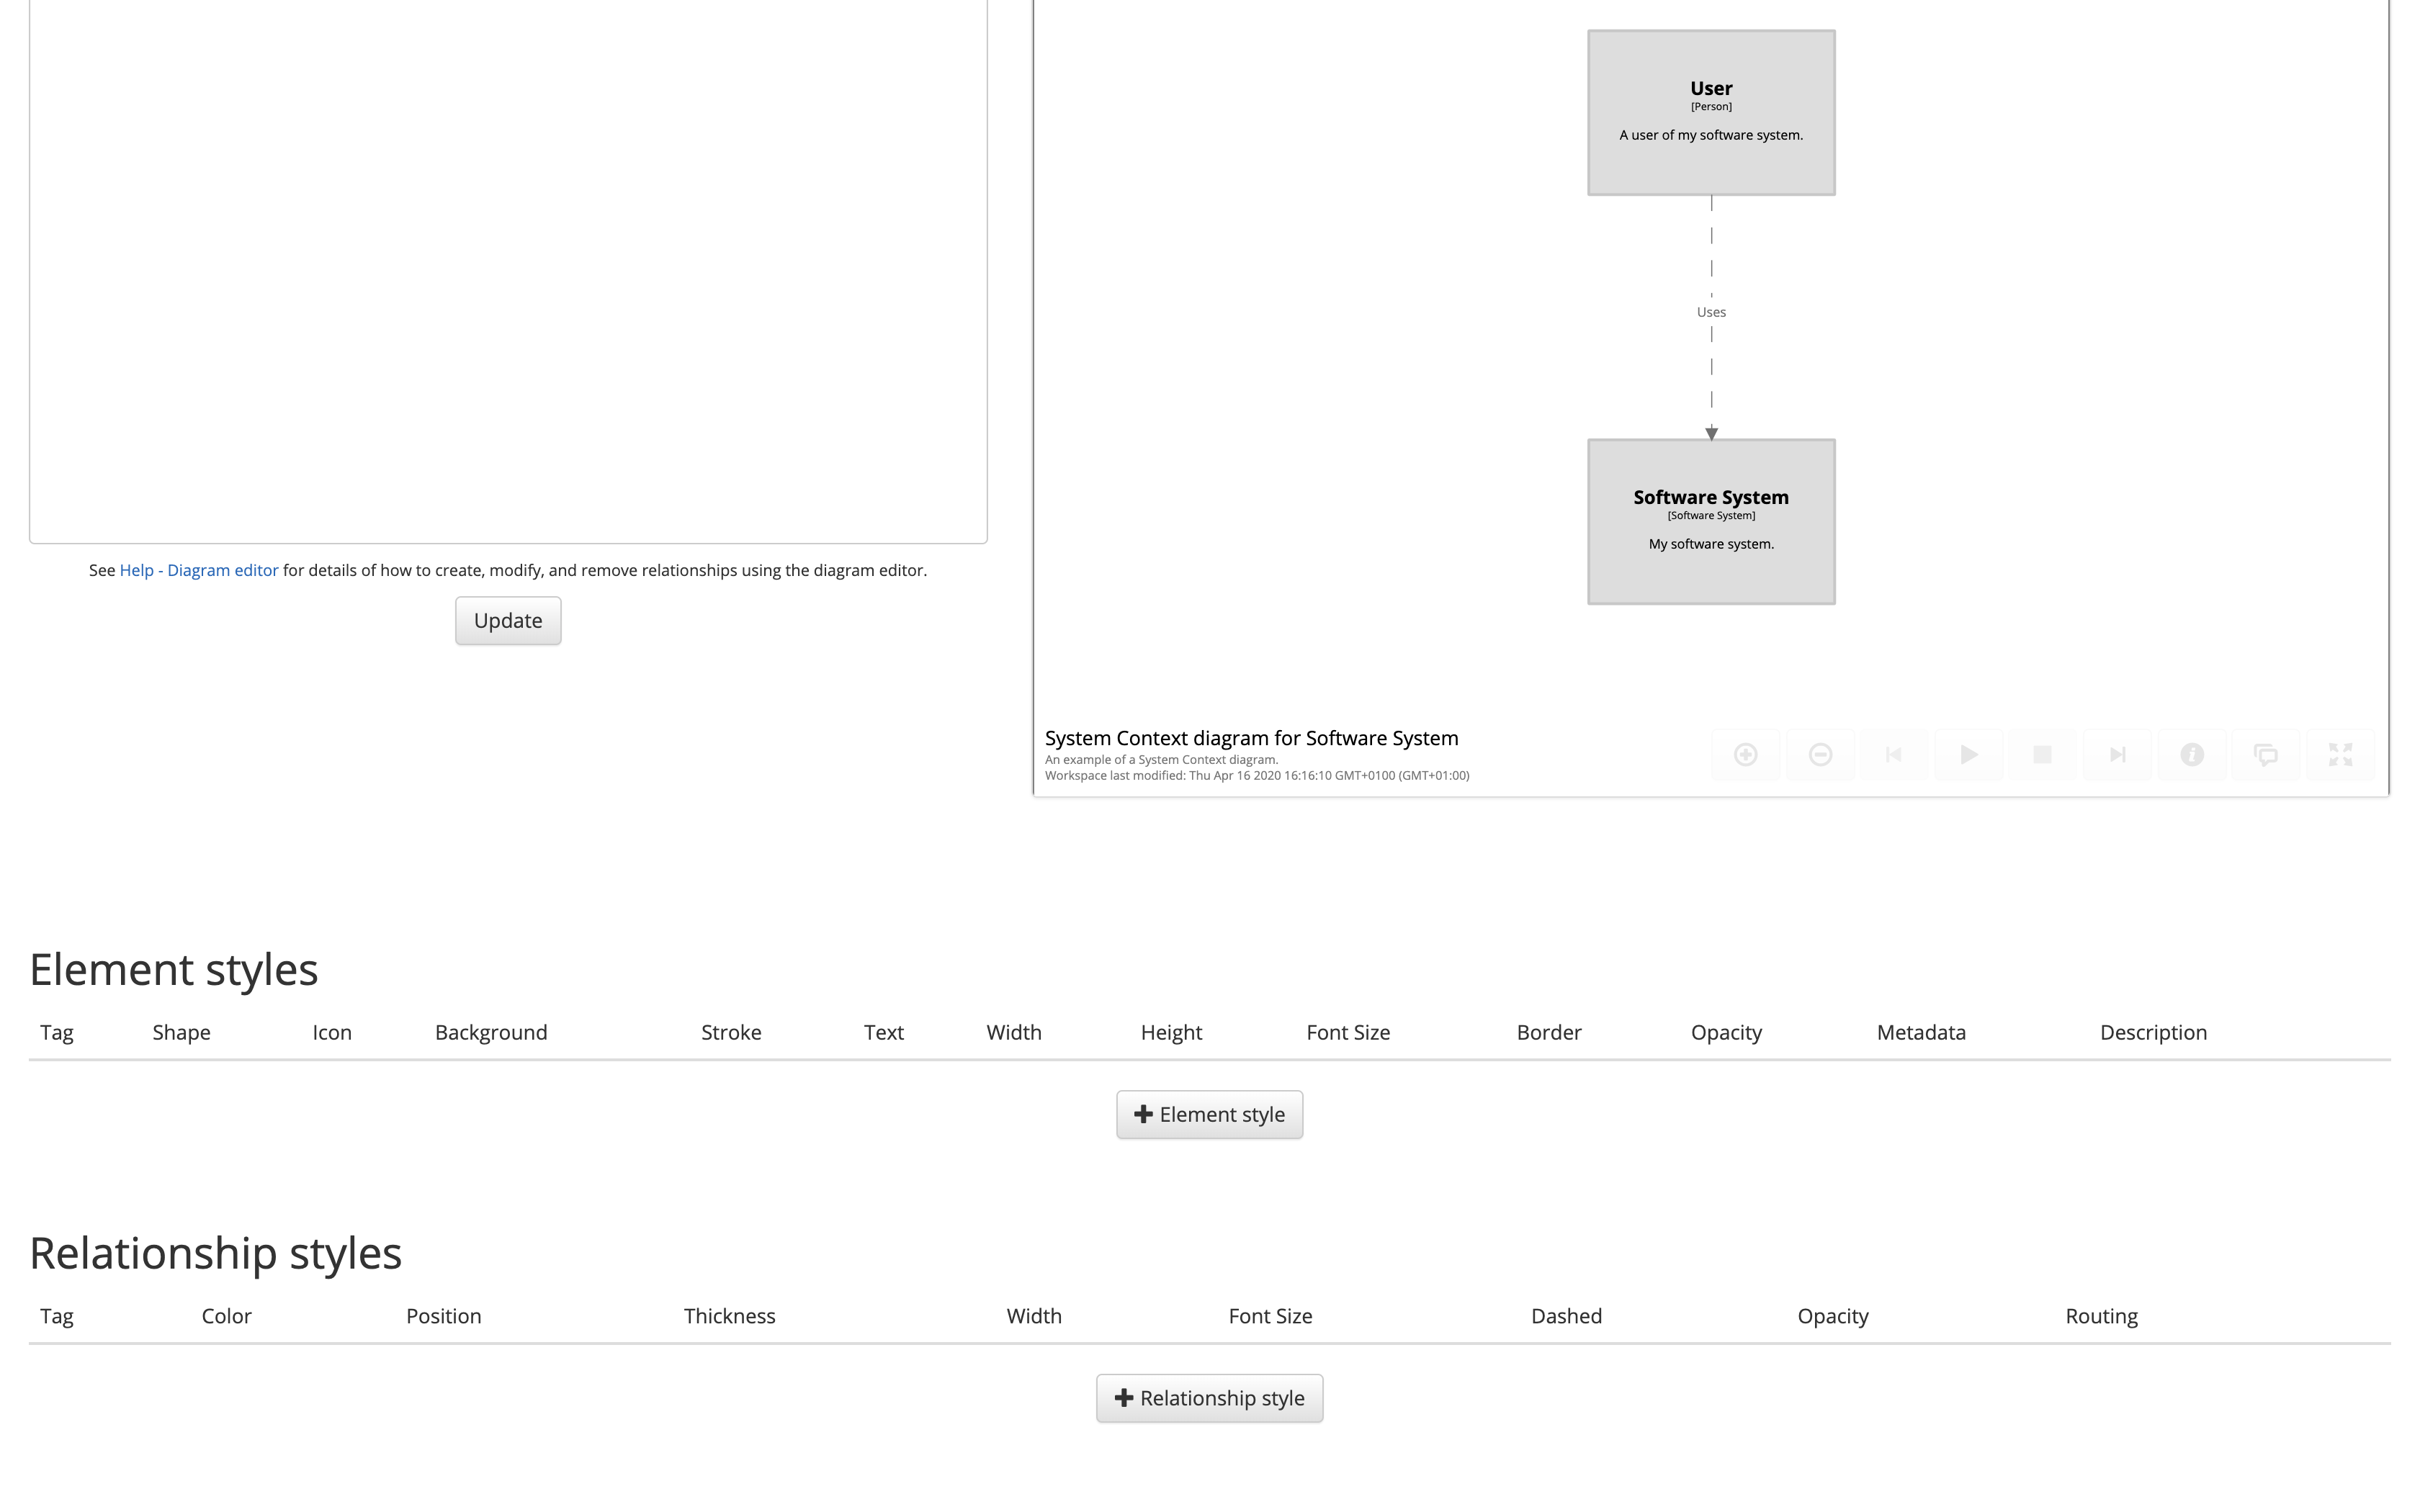 User
[Person]
A user of my software system.
Uses
Software System
[Software System]
My software system.
See Help - Diagram editor for details of how to create, modify, and remove relationships using the diagram editor.
Update
System Context diagram for Software System
An example of a System Context diagram.
Workspace last modified: Thu Apr 16 2020 16:16:10 GMT+0100 (GMT+01:00)
Element styles
Tag Shape Icon Background Stroke Text Width Height Font Size Border Opacity Metadata Description
Element style
Relationship styles
Tag Color Position Thickness Width Font Size Dashed Opacity Routing
Relationship style